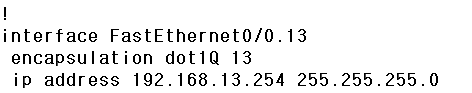 !
interface FastEthernet0/0.13
encapsulation dot1Q 13
ip address 192.168.13.254 255.255.255.0